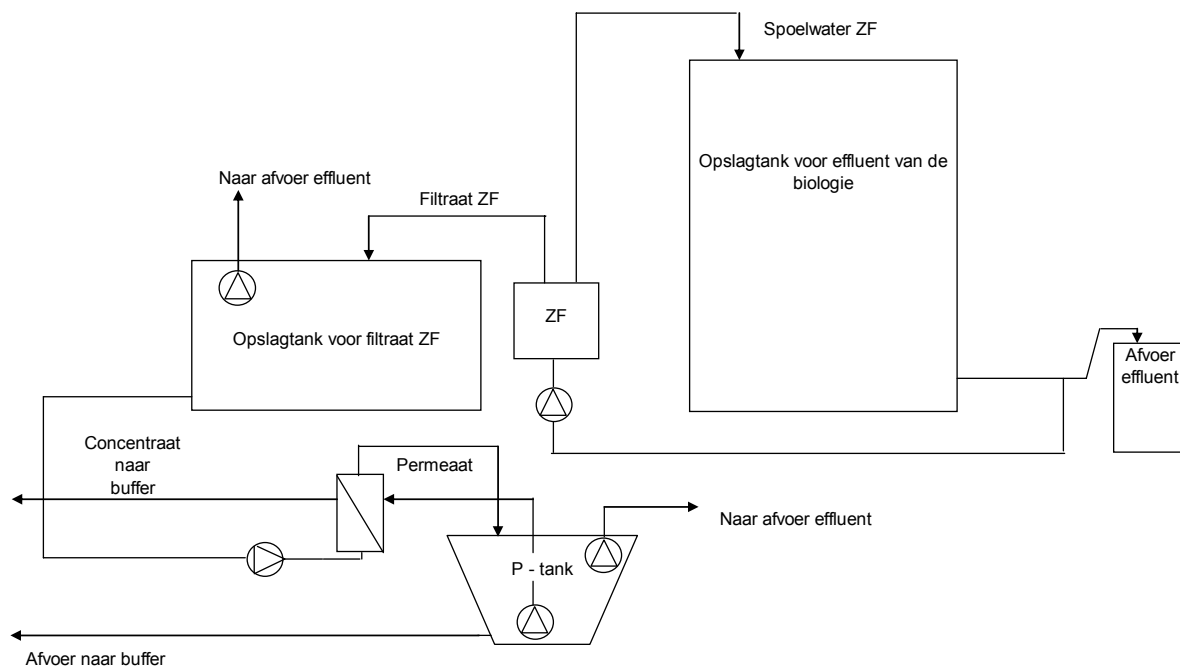 Spoelwater ZF
Opslagtank voor effluent van de
biologie
Naar afvoer effluent
Filtraat ZF
ZF
Opslagtank voor filtraat ZF
Afvoer
effluent
Concentraat
naar
buffer
Permeaat
Naar afvoer effluent
P - tank
Afvoer naar buffer